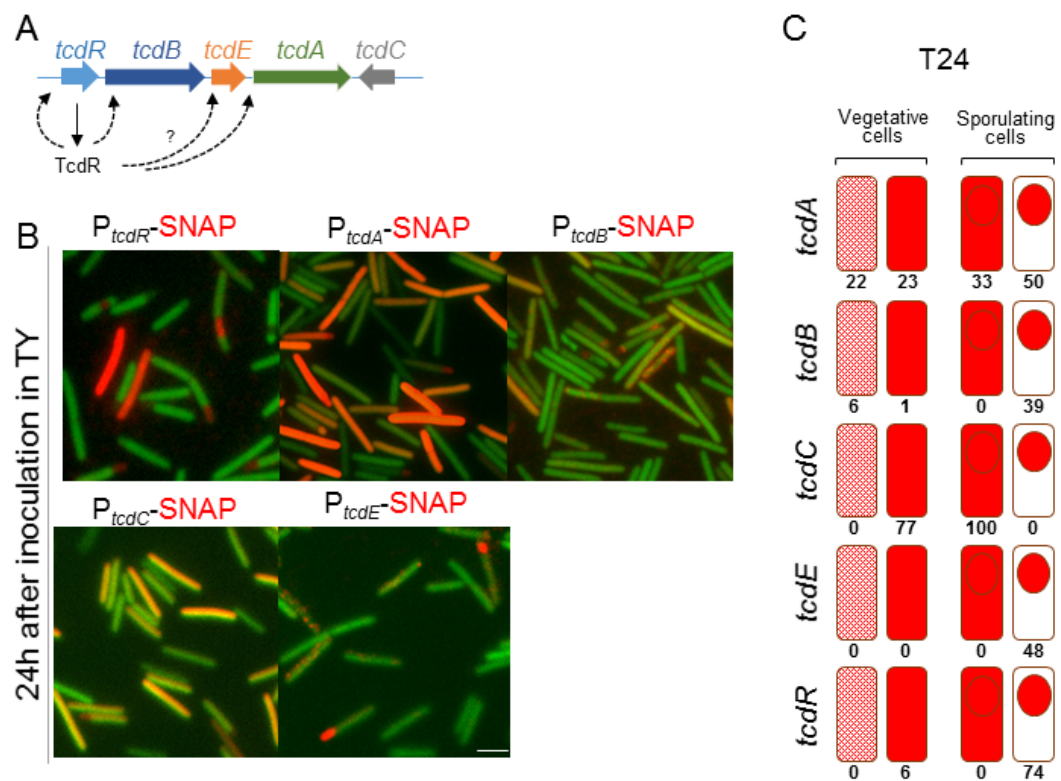 A
tcdR tcdB tcdE tcdA tcdC
?
TcdR
B
PtcdR-SNAP PtcdA-SNAP PtcdB-SNAP
PtcdC-SNAP PtcdE-SNAP
24h after inoculation in TY
C
T24
Vegetative cells
Sporulating cells
tcdA
22 23 33 50
tcdB
6 1 0 39
tcdC
0 77 100 0
tcdE
0 0 0 48
tcdR
0 6 0 74